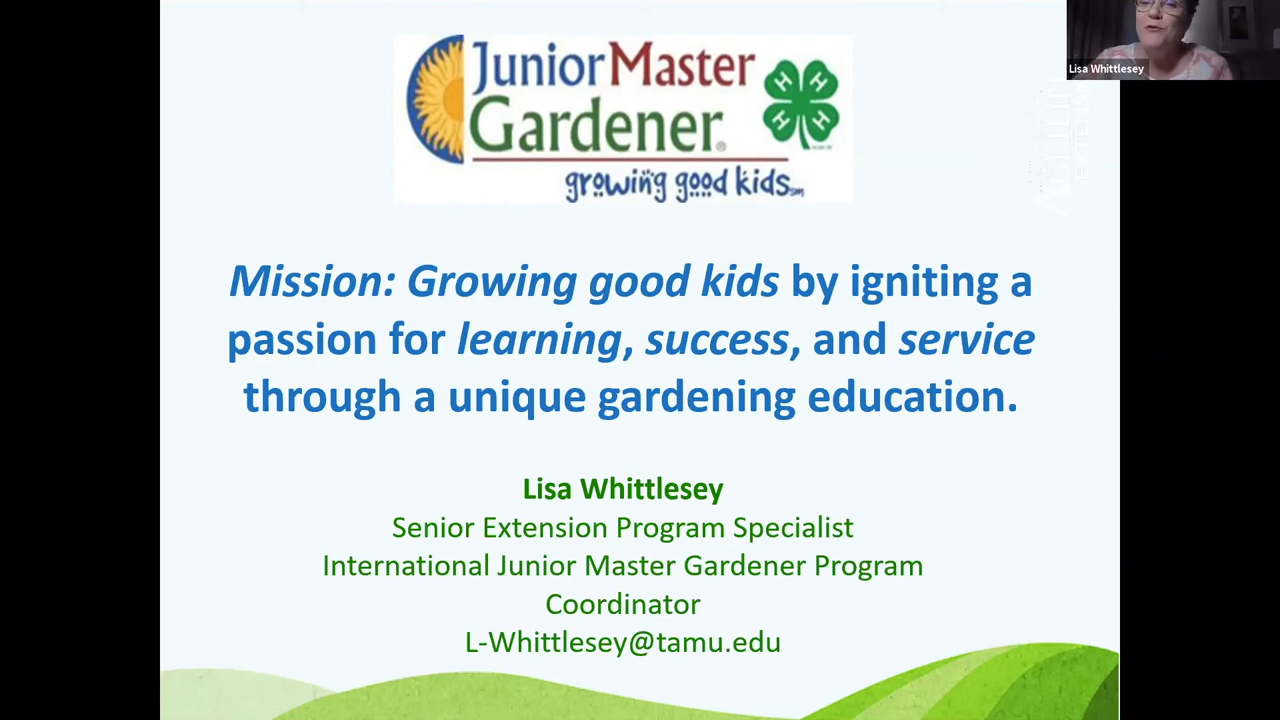 Junior Master
Gardener®
growing good kids℠
H H H H
Lisa Whittlesey
Mission: Growing good kids by igniting a
passion for learning, success, and service
through a unique gardening education.
Lisa Whittlesey
Senior Extension Program Specialist
International Junior Master Gardener Program
Coordinator
L-Whittlesey@tamu.edu